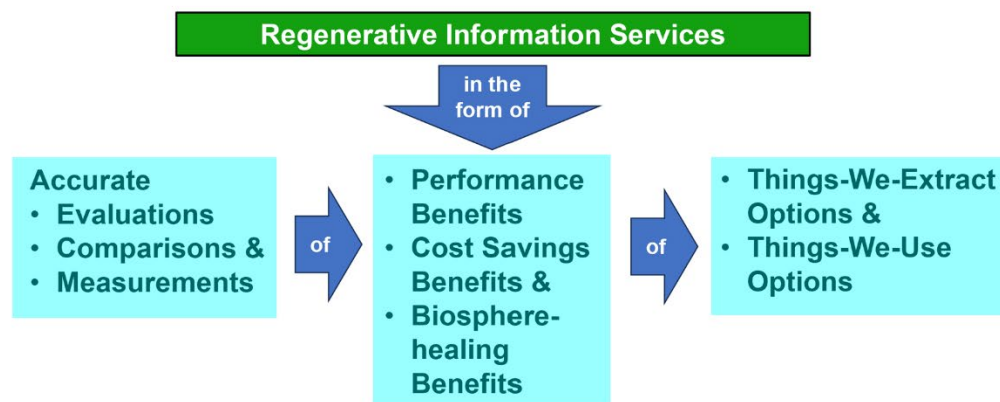 Regenerative Information Services
in the
form of
Accurate
• Evaluations
• Comparisons &
• Measurements
of
• Performance
Benefits
• Cost Savings
Benefits &
• Biosphere-
healing
Benefits
of
• Things-We-Extract
Options &
• Things-We-Use
Options